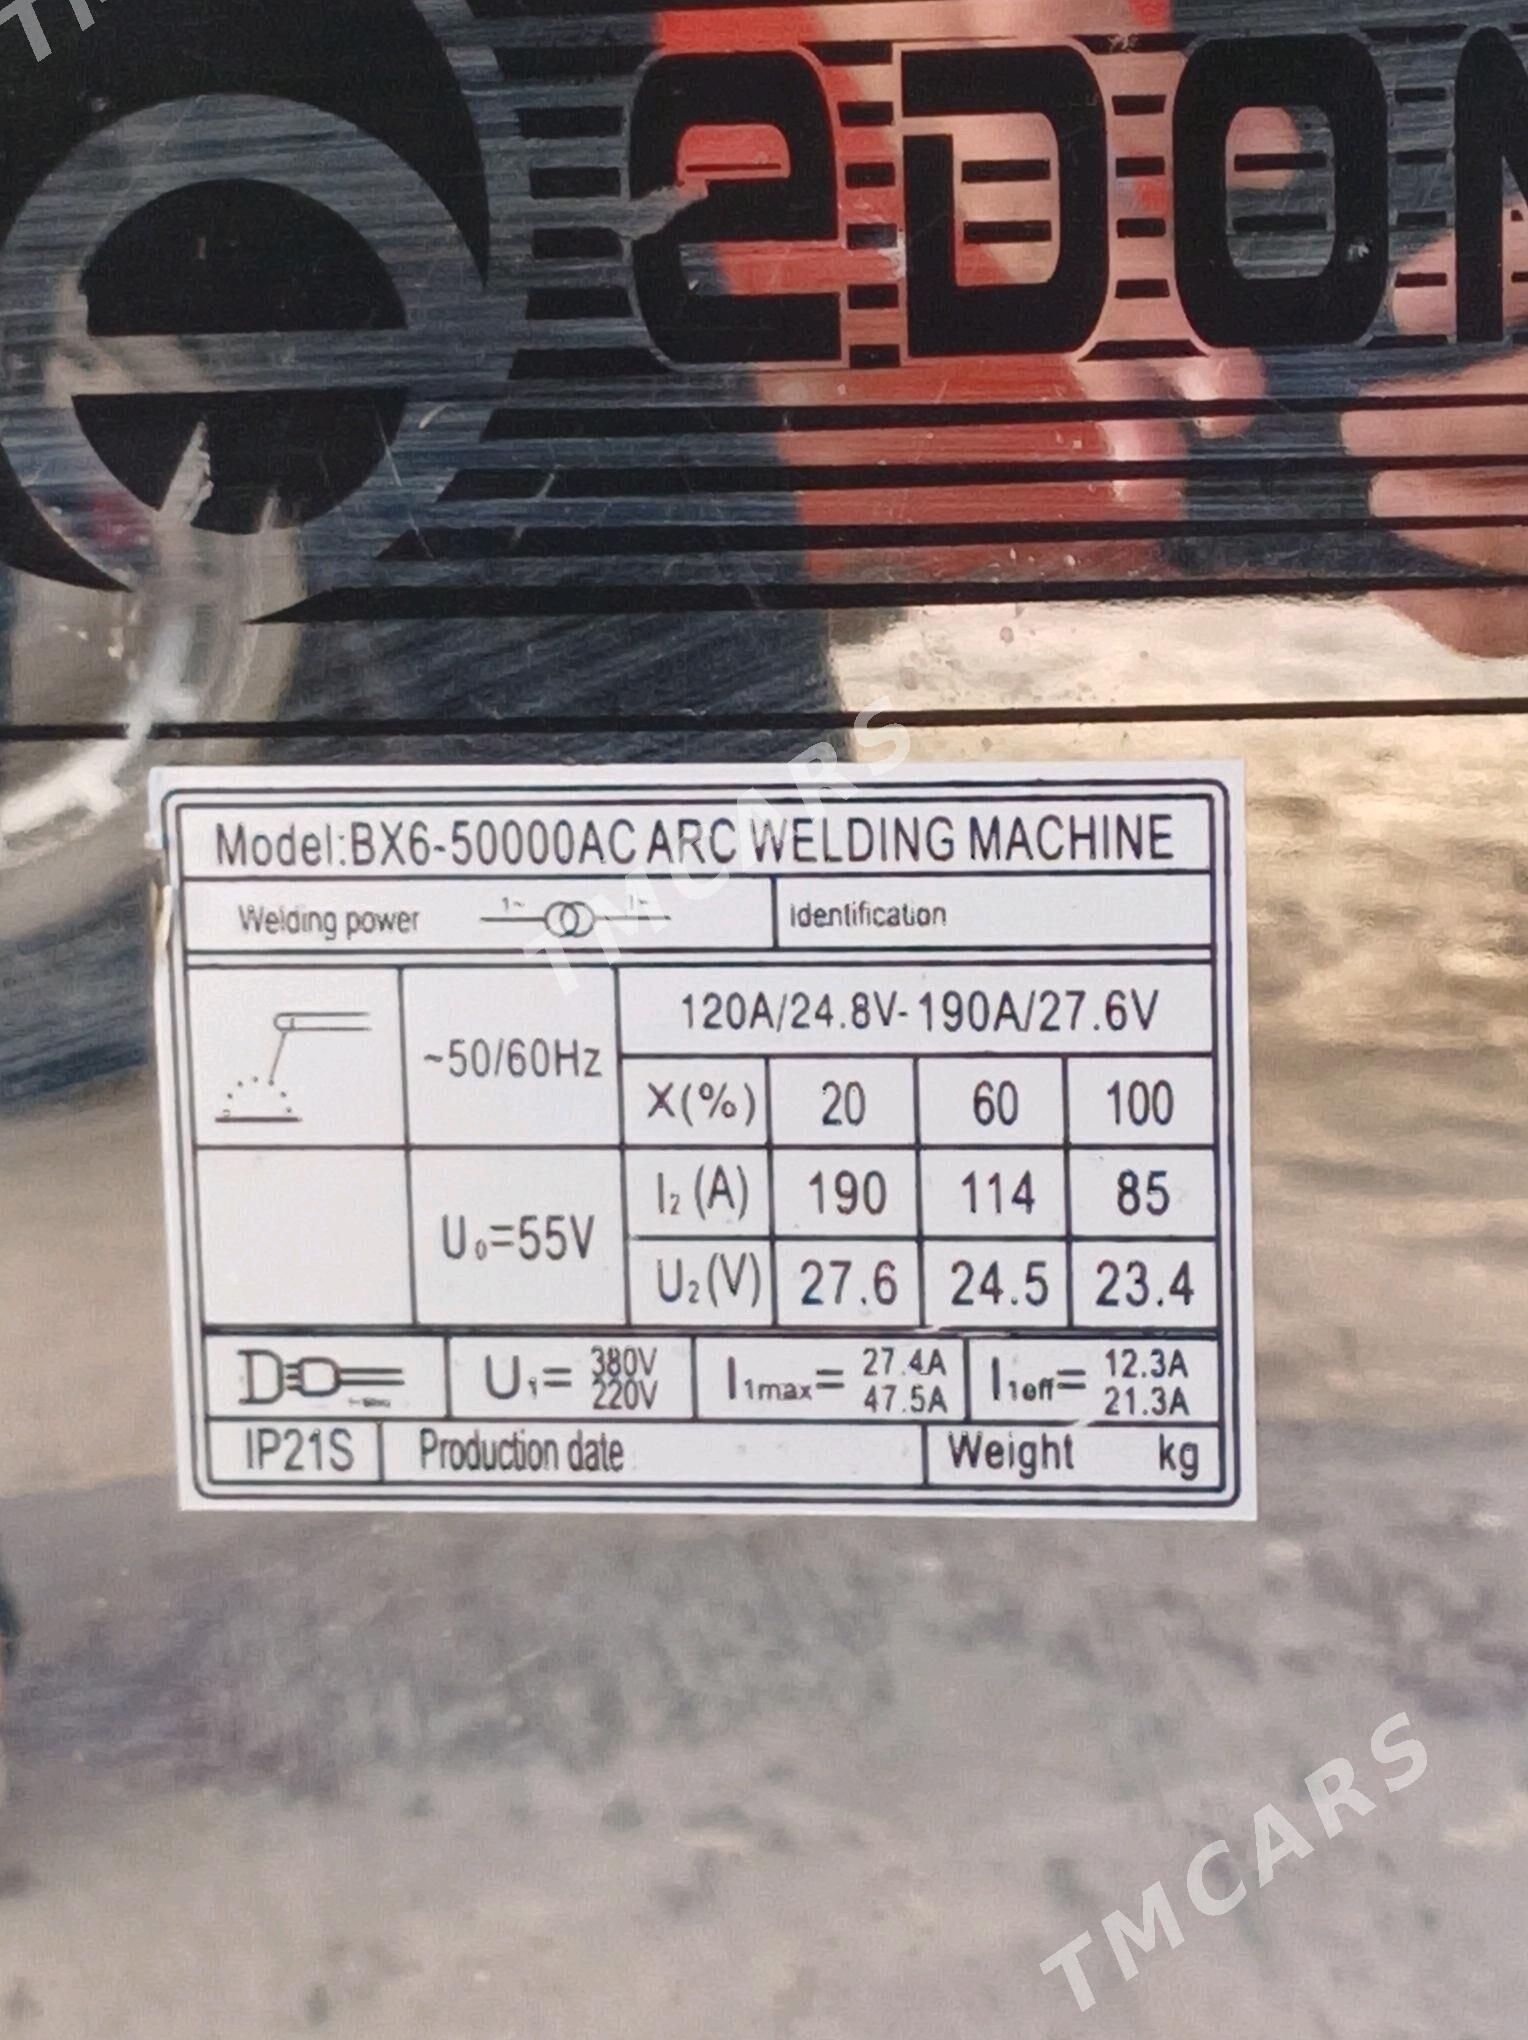 EDON
Model:BX6-50000AC ARC WELDING MACHINE
Welding power 1~ 1~ Identification
~50/60Hz 120A/24.8V-190A/27.6V
X(%) 20 60 100
U₀=55V I₂(A) 190 114 85
U₂(V) 27.6 24.5 23.4
U₁= 380V 220V I₁max= 27.4A 47.5A I₁eff= 12.3A 21.3A
IP21S Production date Weight kg
TMCARS
TMCARS